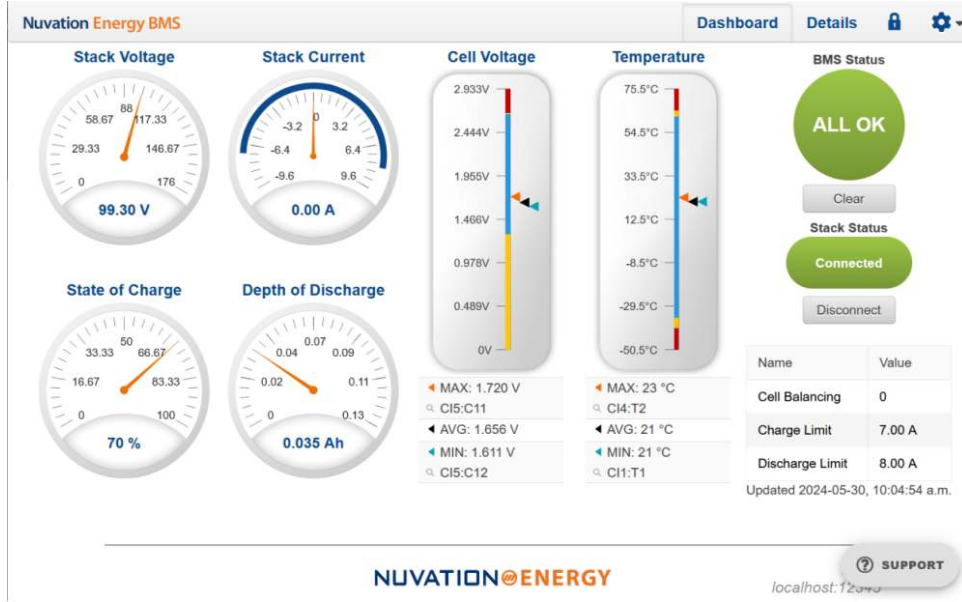 Nuvation Energy BMS
Dashboard
Details
Stack Voltage
0
29.33
58.67
88
117.33
146.67
176
99.30 V
Stack Current
-9.6
-6.4
-3.2
0
3.2
6.4
9.6
0.00 A
State of Charge
0
16.67
33.33
50
66.67
83.33
100
70 %
Depth of Discharge
0
0.02
0.04
0.07
0.09
0.11
0.13
0.035 Ah
Cell Voltage
2.933V
2.444V
1.955V
1.466V
0.978V
0.489V
0V
MAX: 1.720 V
CI5:C11
AVG: 1.656 V
MIN: 1.611 V
CI5:C12
Temperature
75.5°C
54.5°C
33.5°C
12.5°C
-8.5°C
-29.5°C
-50.5°C
MAX: 23 °C
CI4:T2
AVG: 21 °C
MIN: 21 °C
CI1:T1
BMS Status
ALL OK
Clear
Stack Status
Connected
Disconnect
Name Value
Cell Balancing 0
Charge Limit 7.00 A
Discharge Limit 8.00 A
Updated 2024-05-30, 10:04:54 a.m.
NUVATION ENERGY
SUPPORT
localhost:12345